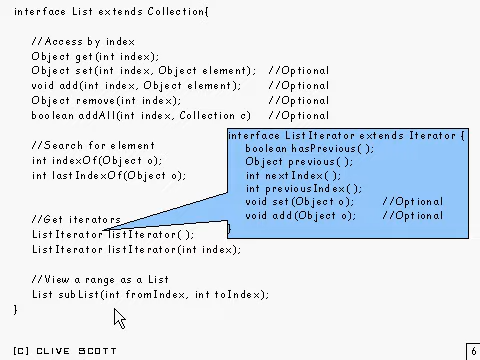 interface List extends Collection{
//Access by index
Object get(int index);
Object set(int index, Object element); //Optional
void add(int index, Object element); //Optional
Object remove(int index); //Optional
boolean addAll(int index, Collection c) //Optional
//Search for element
int indexOf(Object o);
int lastIndexOf(Object o);
//Get iterators
ListIterator listIterator( );
ListIterator listIterator(int index);
//View a range as a List
List subList(int fromIndex, int toIndex);
}
interface ListIterator extends Iterator {
boolean hasPrevious( );
Object previous( );
int nextIndex( );
int previousIndex( );
void set(Object o); //Optional
void add(Object o); //Optional
}
[C] CLIVE SCOTT
6